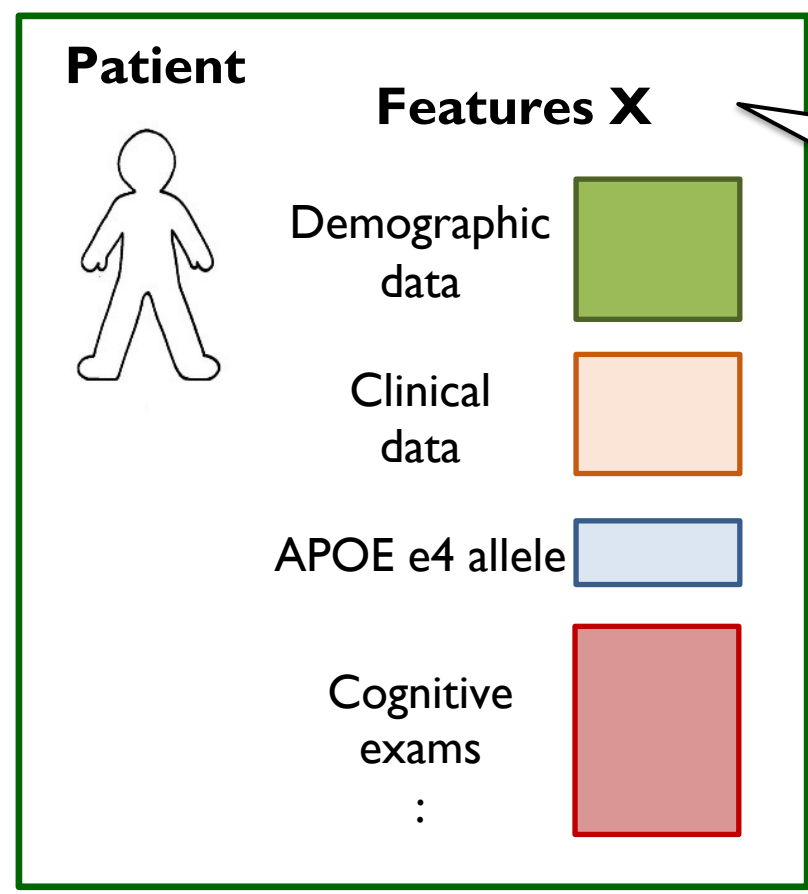 Patient
Features X
Demographic
data
Clinical
data
APOE e4 allele
Cognitive
exams
: